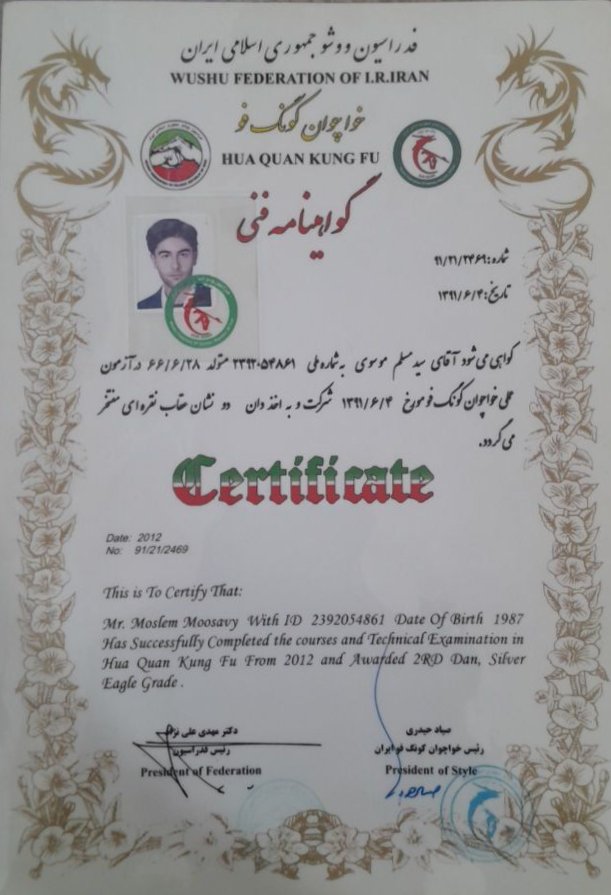 فدراسیون ووشو جمهوری اسلامی ایران
WUSHU FEDERATION OF I.R.IRAN
خواچوان کونگ فو
HUA QUAN KUNG FU
گواهینامه فنی
شماره: ۹۱/۲۱/۲۴۶۹
تاریخ: ۱۳۹۱/۶/۴
گواهی می شود آقای سید مسلم موسوی به شماره ملی ۲۳۹۲۰۵۴۸۶۱ متولد ۶۶/۶/۲۸ در آزمون
عملی خواچوان کونگ فو مورخ ۱۳۹۱/۶/۴ شرکت و به اخذ دان دو نشان عقاب نقره ای مفتخر
می گردد.
Certificate
Date: 2012
No: 91/21/2469
This is To Certify That:
Mr. Moslem Moosavy With ID 2392054861 Date Of Birth 1987
Has Successfully Completed the courses and Technical Examination in
Hua Quan Kung Fu From 2012 and Awarded 2RD Dan, Silver
Eagle Grade .
دکتر مهدی علی نژاد
رئیس فدراسیون
President of Federation
صیاد حیدری
رئیس خواچوان کونگ فو ایران
President of Style